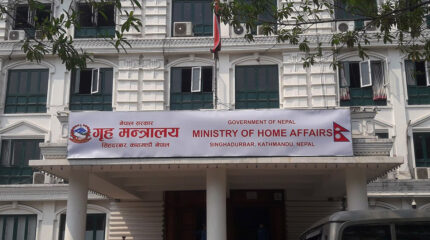 नेपाल सरकार
गृह मन्त्रालय
सिंहदरबार, काठमाडौं नेपाल
GOVERNMENT OF NEPAL
MINISTRY OF HOME AFFAIRS
SINGHADURBAR, KATHMANDU, NEPAL